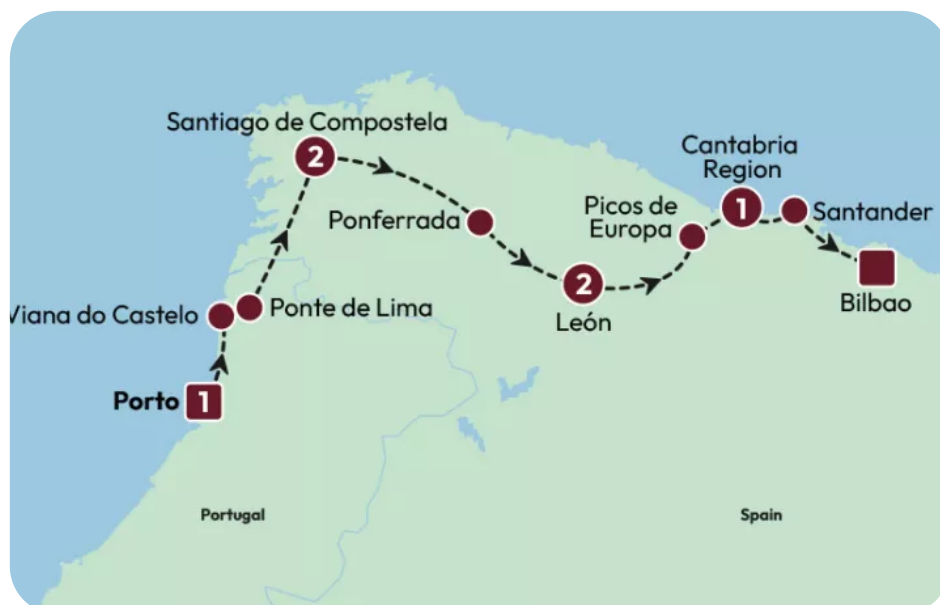 Santiago de Compostela
2
Cantabria
Region
1
Picos de
Europa
Santander
Ponferrada
2
León
Bilbao
Viana do Castelo
Ponte de Lima
Porto
1
Portugal
Spain